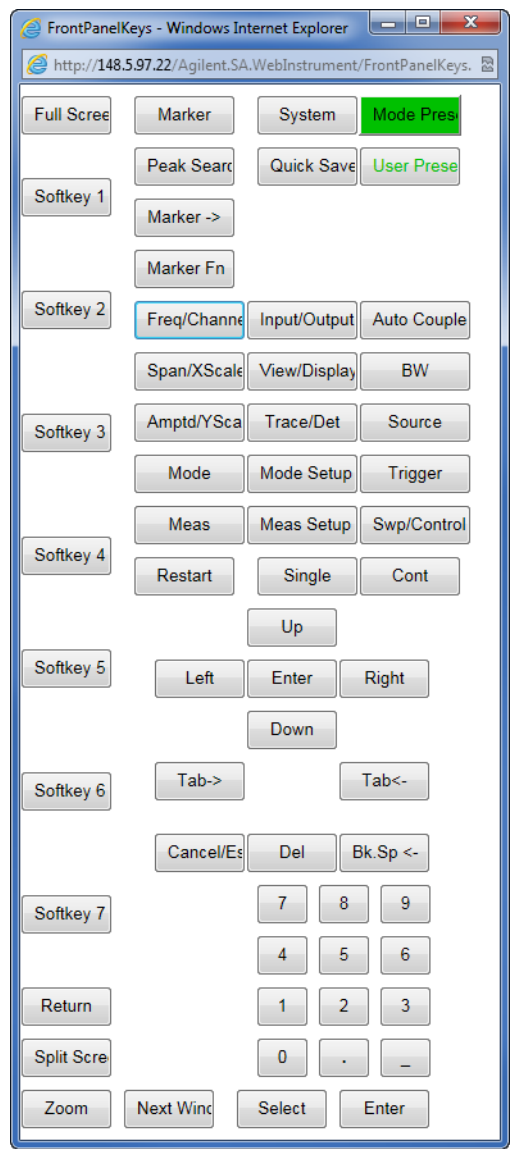 FrontPanelKeys - Windows Internet Explorer
http://148.5.97.22/Agilent.SA.WebInstrument/FrontPanelKeys.
Full Scree Marker System Mode Pres
Peak Searc Quick Save User Prese
Softkey 1
Marker ->
Marker Fn
Softkey 2
Freq/Channe Input/Output Auto Couple
Span/XScale View/Display BW
Softkey 3 Amptd/YSca Trace/Det Source
Mode Mode Setup Trigger
Meas Meas Setup Swp/Control
Softkey 4
Restart Single Cont
Up
Softkey 5 Left Enter Right
Down
Softkey 6 Tab-> Tab<-
Cancel/Es Del Bk.Sp <-
Softkey 7 7 8 9
4 5 6
Return 1 2 3
Split Scre 0 . _
Zoom Next Winc Select Enter